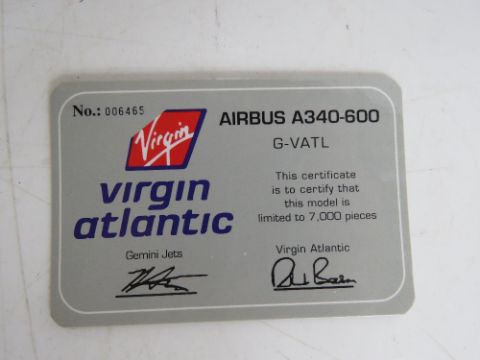 No.: 006465
Virgin
virgin
atlantic
AIRBUS A340-600
G-VATL
This certificate
is to certify that
this model is
limited to 7,000 pieces
Gemini Jets
Virgin Atlantic